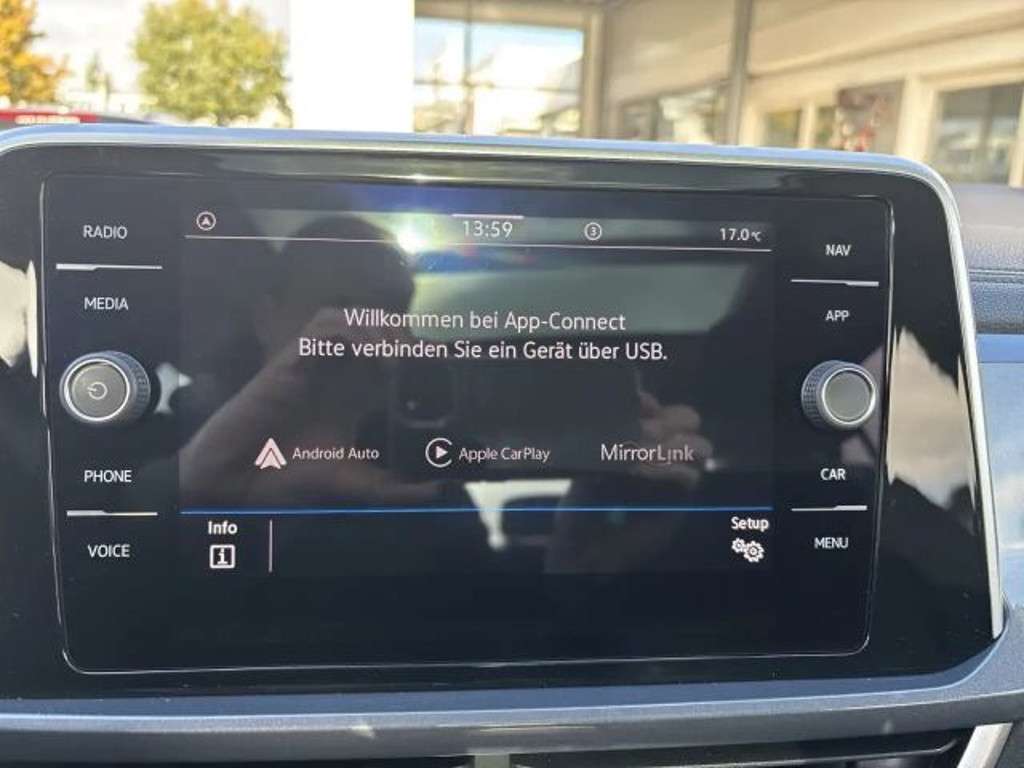 RADIO
MEDIA
PHONE
VOICE
13:59
3
17.0°C
Willkommen bei App-Connect
Bitte verbinden Sie ein Gerät über USB.
Android Auto
Apple CarPlay
MirrorLink
Info
Setup
NAV
APP
CAR
MENU